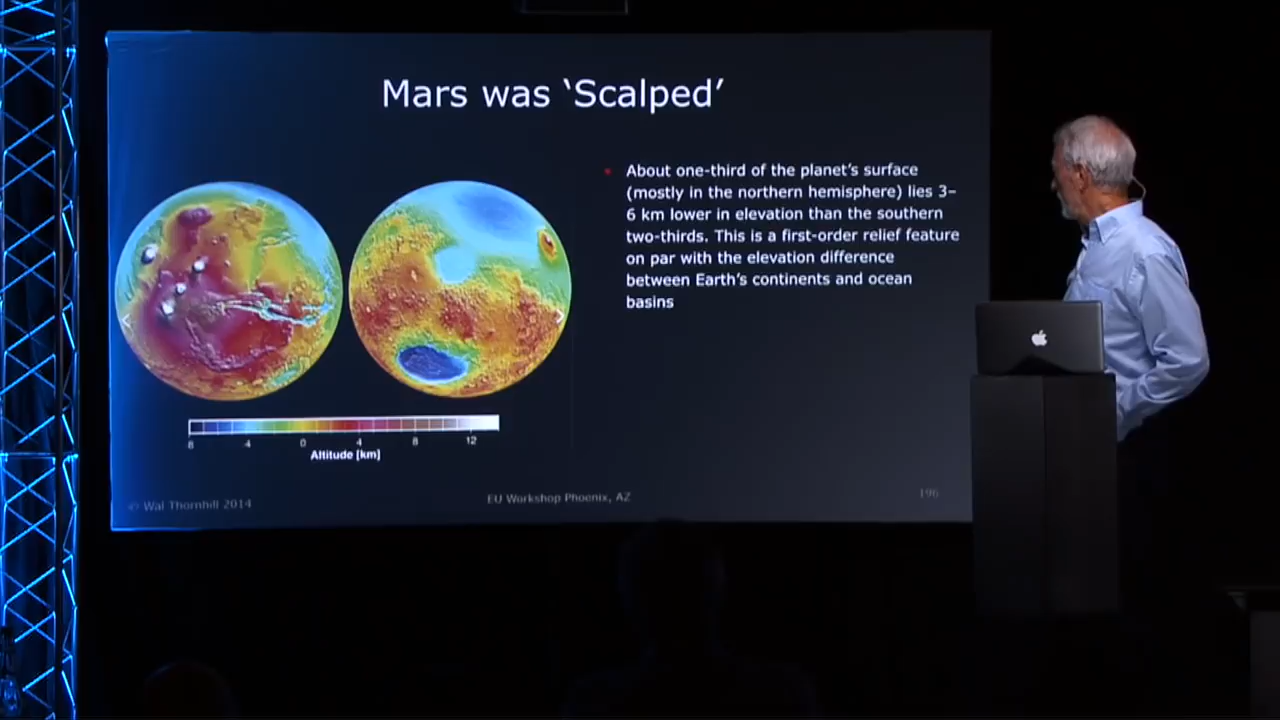 Mars was ‘Scalped’
• About one-third of the planet’s surface
(mostly in the northern hemisphere) lies 3–
6 km lower in elevation than the southern
two-thirds. This is a first-order relief feature
on par with the elevation difference
between Earth’s continents and ocean
basins
-8 -4 0 4 8 12
Altitude [km]
© Wal Thornhill 2014
EU Workshop Phoenix, AZ
196